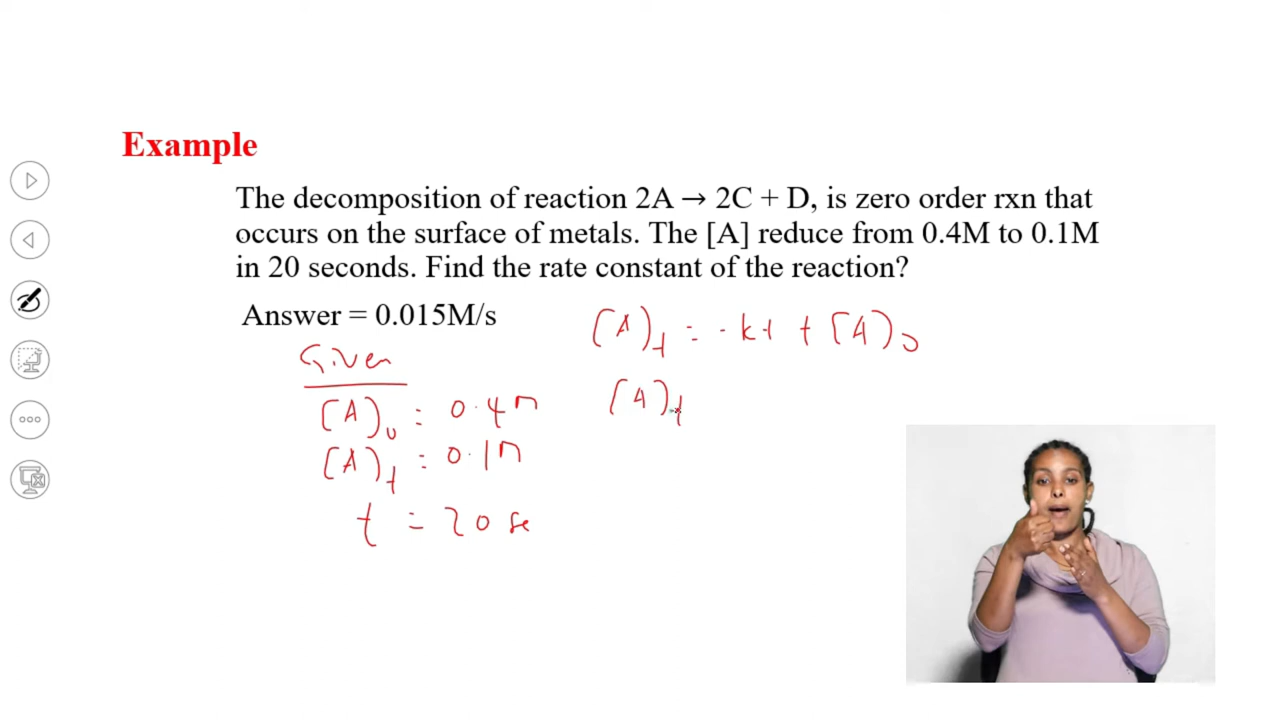 Example
The decomposition of reaction 2A → 2C + D, is zero order rxn that
occurs on the surface of metals. The [A] reduce from 0.4M to 0.1M
in 20 seconds. Find the rate constant of the reaction?
Answer = 0.015M/s
[A]t = -kt + [A]0
Given
[A]0 = 0.4M
[A]t = 0.1M
t = 20 se
[A]t